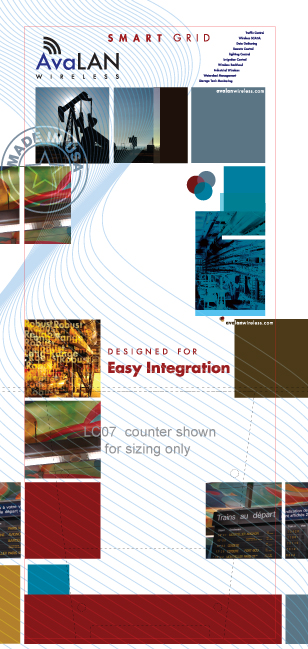 SMART GRID
AvaLAN
WIRELESS
Traffic Control
Wireless SCADA
Data Gathering
Remote Control
Lighting Control
Irrigation Control
Wireless Backhaul
Industrial Wireless
Watershed Management
Storage Tank Monitoring
avalanwireless.com
MADE IN USA
avalanwireless.com
Robust
Range
DESIGNED FOR
Easy Integration
LC07 counter shown
for sizing only
Trains au départ